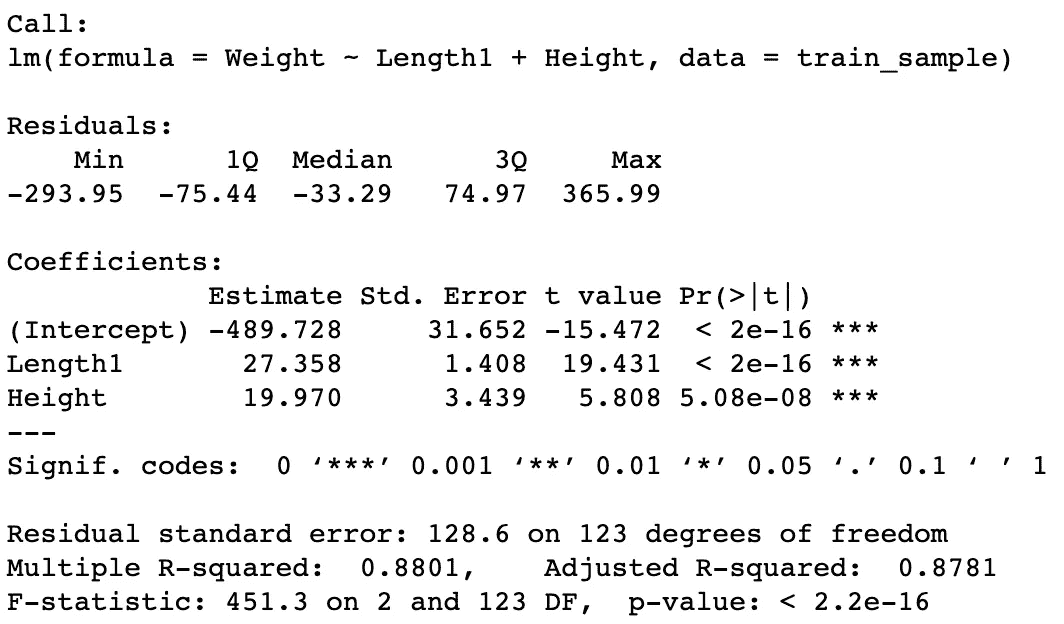 Call:
lm(formula = Weight ~ Length1 + Height, data = train_sample)
Residuals:
Min 1Q Median 3Q Max
-293.95 -75.44 -33.29 74.97 365.99
Coefficients:
Estimate Std. Error t value Pr(>|t|)
(Intercept) -489.728 31.652 -15.472 < 2e-16 ***
Length1 27.358 1.408 19.431 < 2e-16 ***
Height 19.970 3.439 5.808 5.08e-08 ***
---
Signif. codes: 0 ‘***’ 0.001 ‘**’ 0.01 ‘*’ 0.05 ‘.’ 0.1 ‘ ’ 1
Residual standard error: 128.6 on 123 degrees of freedom
Multiple R-squared: 0.8801, Adjusted R-squared: 0.8781
F-statistic: 451.3 on 2 and 123 DF, p-value: < 2.2e-16